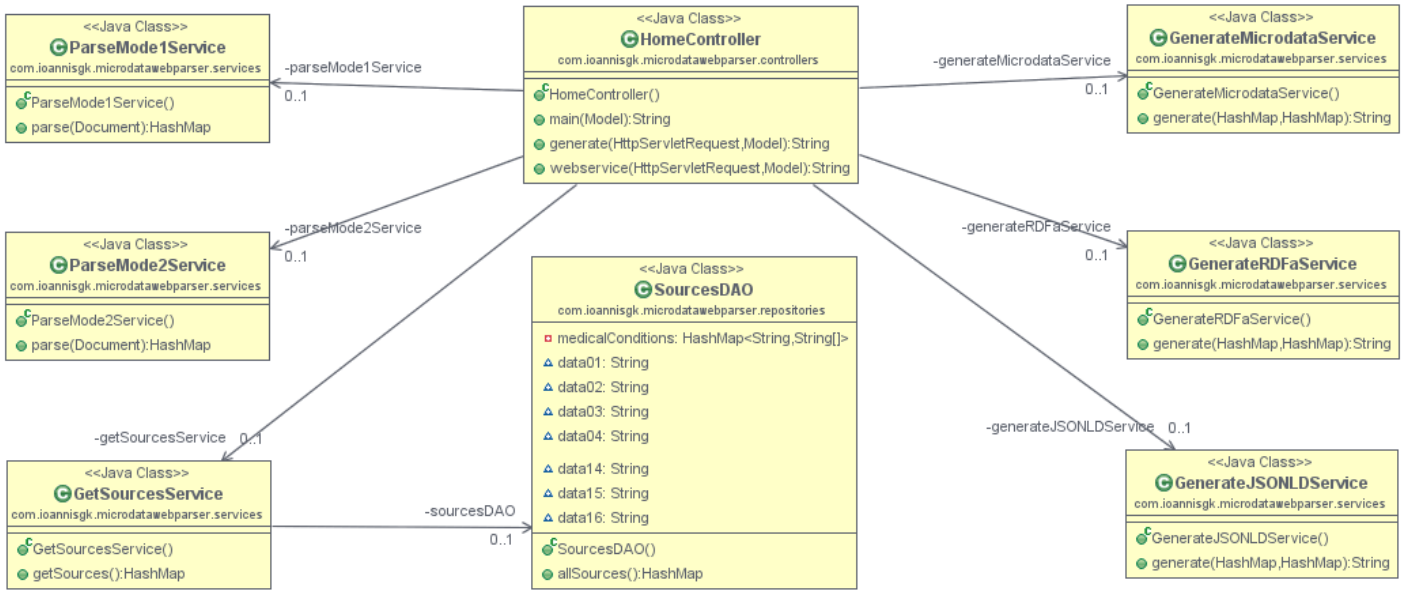 <<Java Class>>
ParseMode1Service
com.ioannisgk.microdatawebparser.services
ParseMode1Service()
parse(Document):HashMap
-parseMode1Service
0..1
<<Java Class>>
HomeController
com.ioannisgk.microdatawebparser.controllers
HomeController()
main(Model):String
generate(HttpServletRequest,Model):String
webservice(HttpServletRequest,Model):String
-generateMicrodataService
0..1
<<Java Class>>
GenerateMicrodataService
com.ioannisgk.microdatawebparser.services
GenerateMicrodataService()
generate(HashMap,HashMap):String
<<Java Class>>
ParseMode2Service
com.ioannisgk.microdatawebparser.services
ParseMode2Service()
parse(Document):HashMap
-parseMode2Service
0..1
<<Java Class>>
SourcesDAO
com.ioannisgk.microdatawebparser.repositories
medicalConditions: HashMap<String,String[]>
data01: String
data02: String
data03: String
data04: String
data14: String
data15: String
data16: String
SourcesDAO()
allSources():HashMap
-generateRDFaService
0..1
<<Java Class>>
GenerateRDFaService
com.ioannisgk.microdatawebparser.services
GenerateRDFaService()
generate(HashMap,HashMap):String
-getSourcesService
0..1
<<Java Class>>
GetSourcesService
com.ioannisgk.microdatawebparser.services
GetSourcesService()
getSources():HashMap
-sourcesDAO
0..1
-generateJSONLDService
0..1
<<Java Class>>
GenerateJSONLDService
com.ioannisgk.microdatawebparser.services
GenerateJSONLDService()
generate(HashMap,HashMap):String